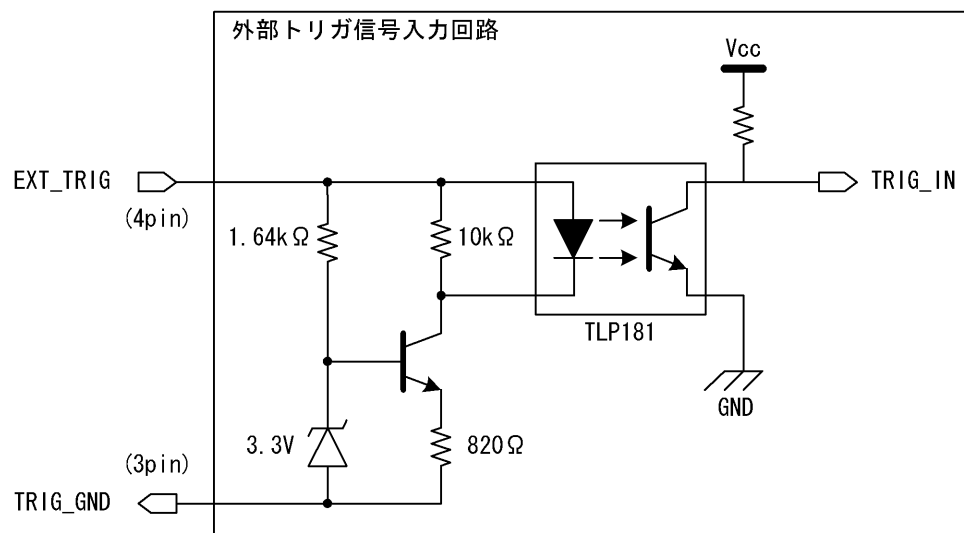 外部トリガ信号入力回路
Vcc
EXT_TRIG
TRIG_IN
(4pin)
1.64kΩ
10kΩ
TLP181
GND
3.3V
820Ω
(3pin)
TRIG_GND